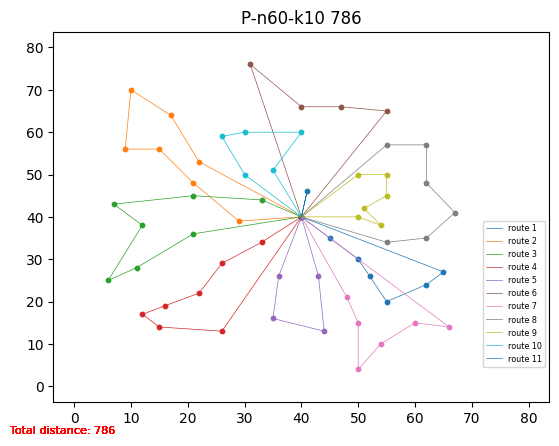 P-n60-k10 786
80
70
60
50
40
30
20
10
0
0 10 20 30 40 50 60 70 80
route 1
route 2
route 3
route 4
route 5
route 6
route 7
route 8
route 9
route 10
route 11
Total distance: 786